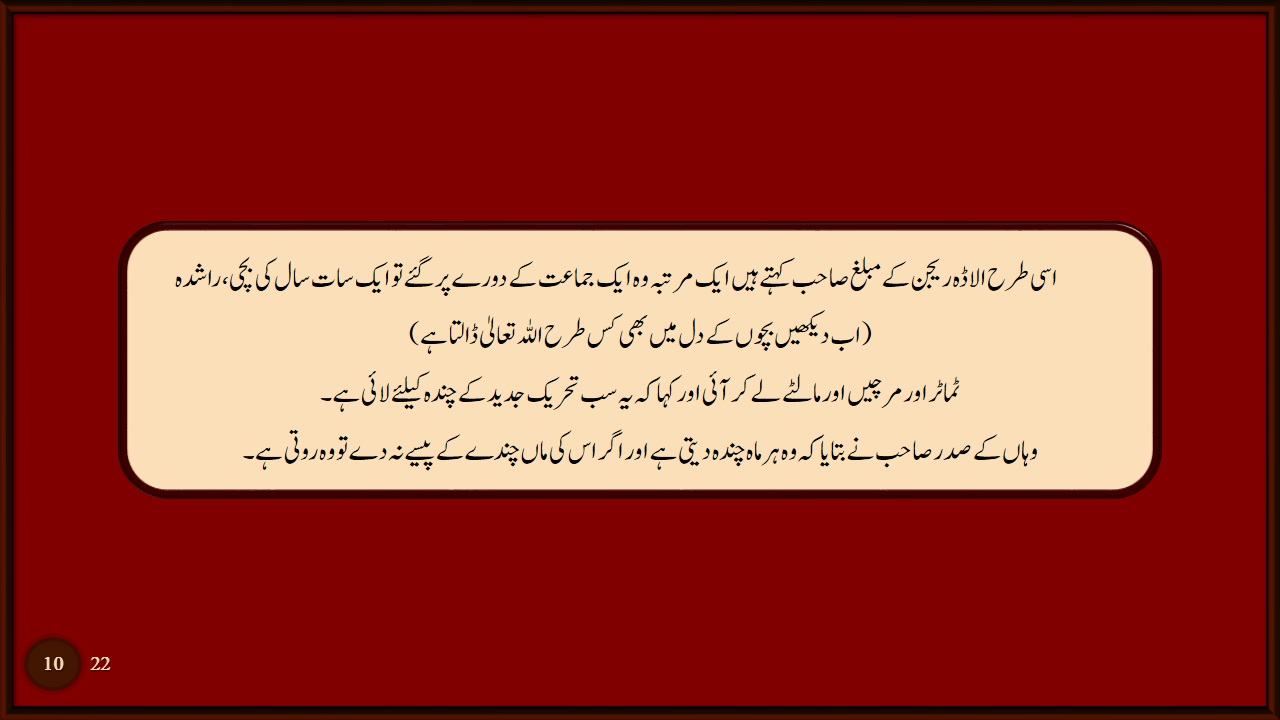 اسی طرح الاڈہ ریجن کے مبلغ صاحب کہتے ہیں ایک مرتبہ وہ ایک جماعت کے دورے پر گئے تو ایک سات سال کی بچی، راشدہ
(اب دیکھیں بچوں کے دل میں بھی کس طرح اللہ تعالیٰ ڈالتا ہے)
ٹماٹر اور مرچیں اور مالٹے لے کر آئی اور کہا کہ یہ سب تحریک جدید کے چندہ کیلئے لائی ہے۔
وہاں کے صدر صاحب نے بتایا کہ وہ ہر ماہ چندہ دیتی ہے اور اگر اس کی ماں چندے کے پیسے نہ دے تو وہ روتی ہے۔
10 22